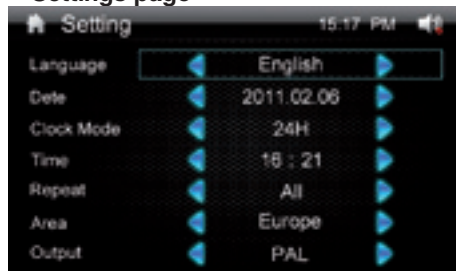 Settings page
Setting 15:17 PM
Language English
Date 2011.02.06
Clock Mode 24H
Time 16 : 21
Repeat All
Area Europe
Output PAL